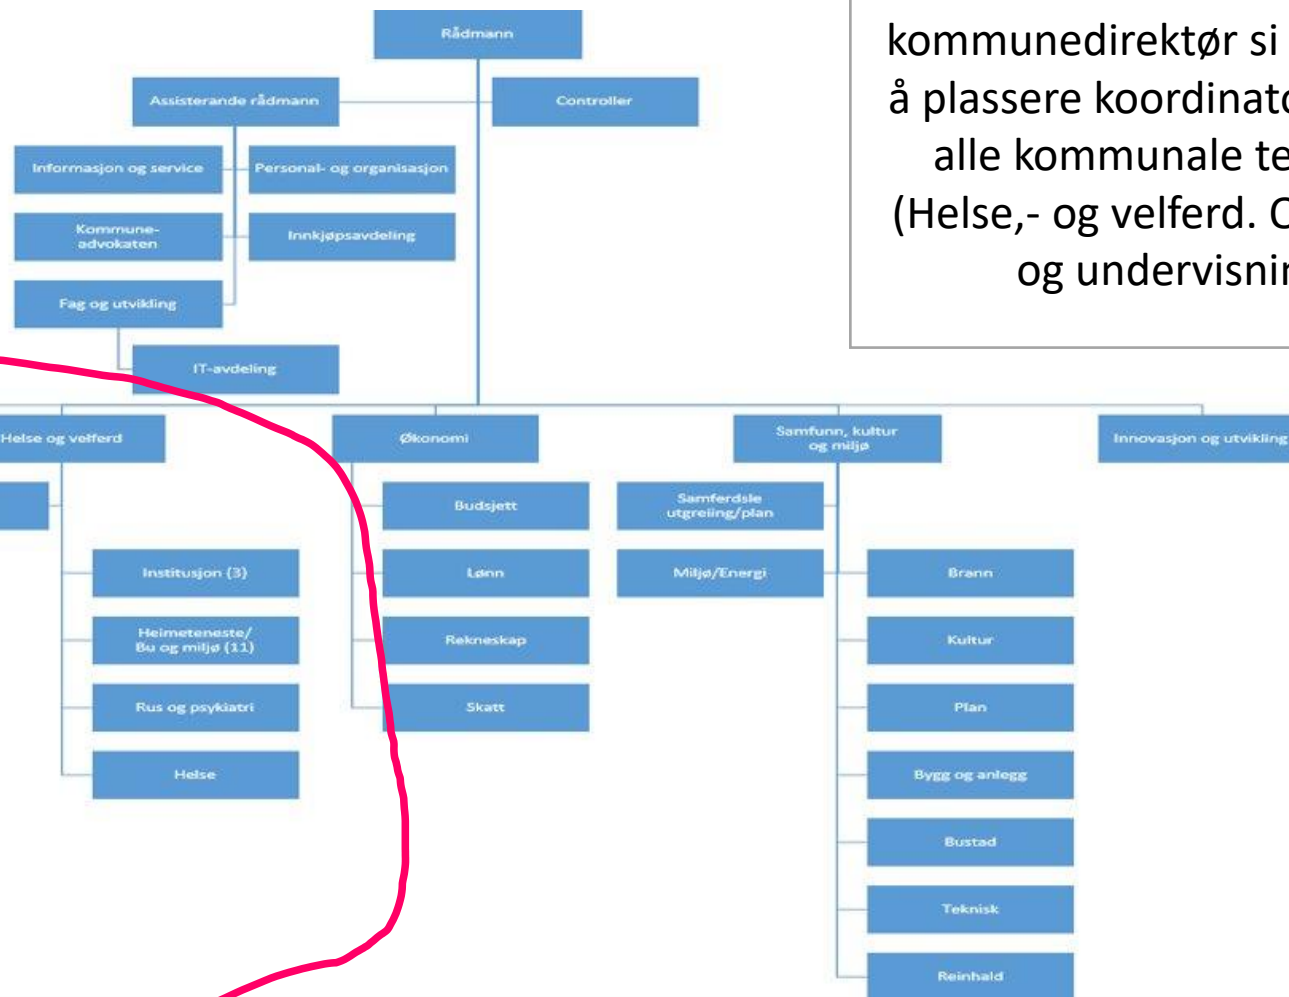 Rådmann
kommunedirektør si
å plassere koordinato
alle kommunale te
(Helse,- og velferd. O
og undervisnin
Assisterande rådmann
Controller
Informasjon og service
Personal- og organisasjon
Kommune-
advokaten
Innkjøpsavdeling
Fag og utvikling
IT-avdeling
Helse og velferd
Økonomi
Samfunn, kultur
og miljø
Innovasjon og utvikling
Institusjon (3)
Heimeteneste/
Bu og miljø (11)
Rus og psykiatri
Helse
Budsjett
Lønn
Rekneskap
Skatt
Samferdsle
utgreiing/plan
Miljø/Energi
Brann
Kultur
Plan
Bygg og anlegg
Bustad
Teknisk
Reinhald